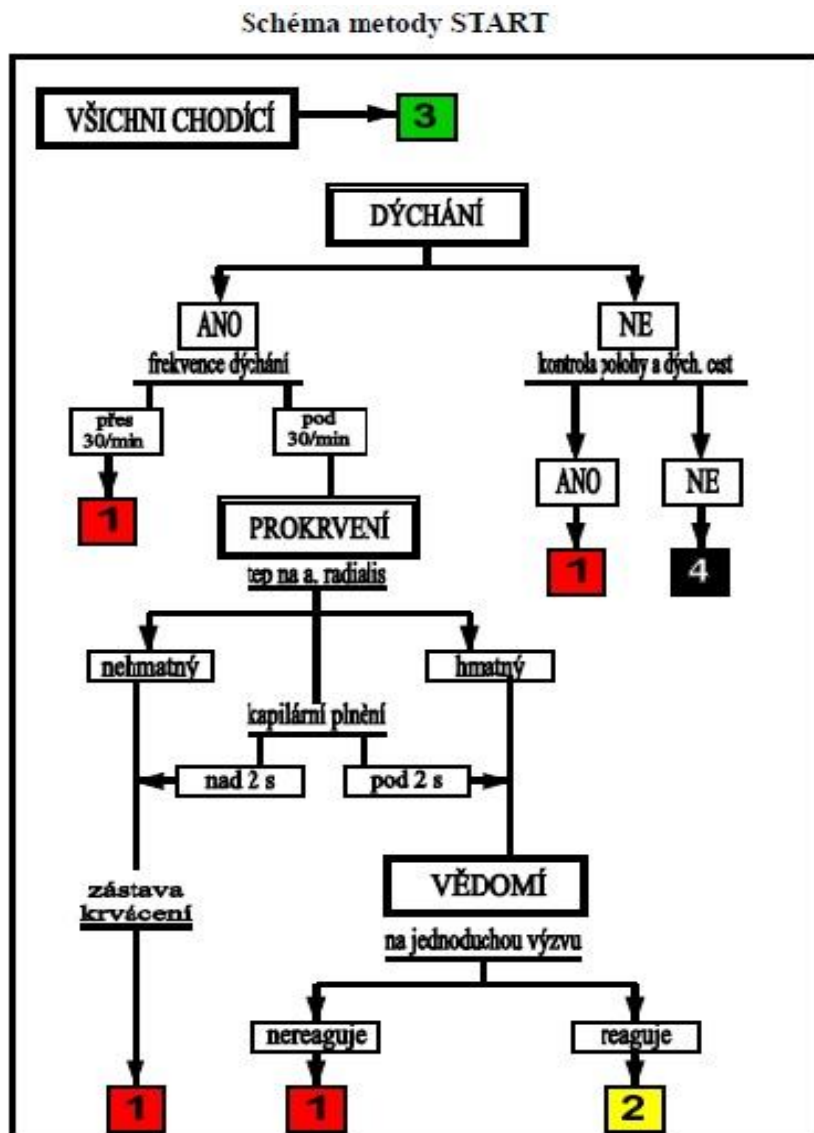 Schéma metody START
VŠICHNI CHODÍCÍ
3
DÝCHÁNÍ
ANO
NE
frekvence dýchání
kontrola polohy a dých. cest
přes
30/min
pod
30/min
ANO
NE
1
PROKRVENÍ
1
4
tep na a. radialis
nehmatný
hmatný
kapilární plnění
nad 2 s
pod 2 s
zástava
krvácení
VĚDOMÍ
na jednoduchou výzvu
nereaguje
reaguje
1
1
2